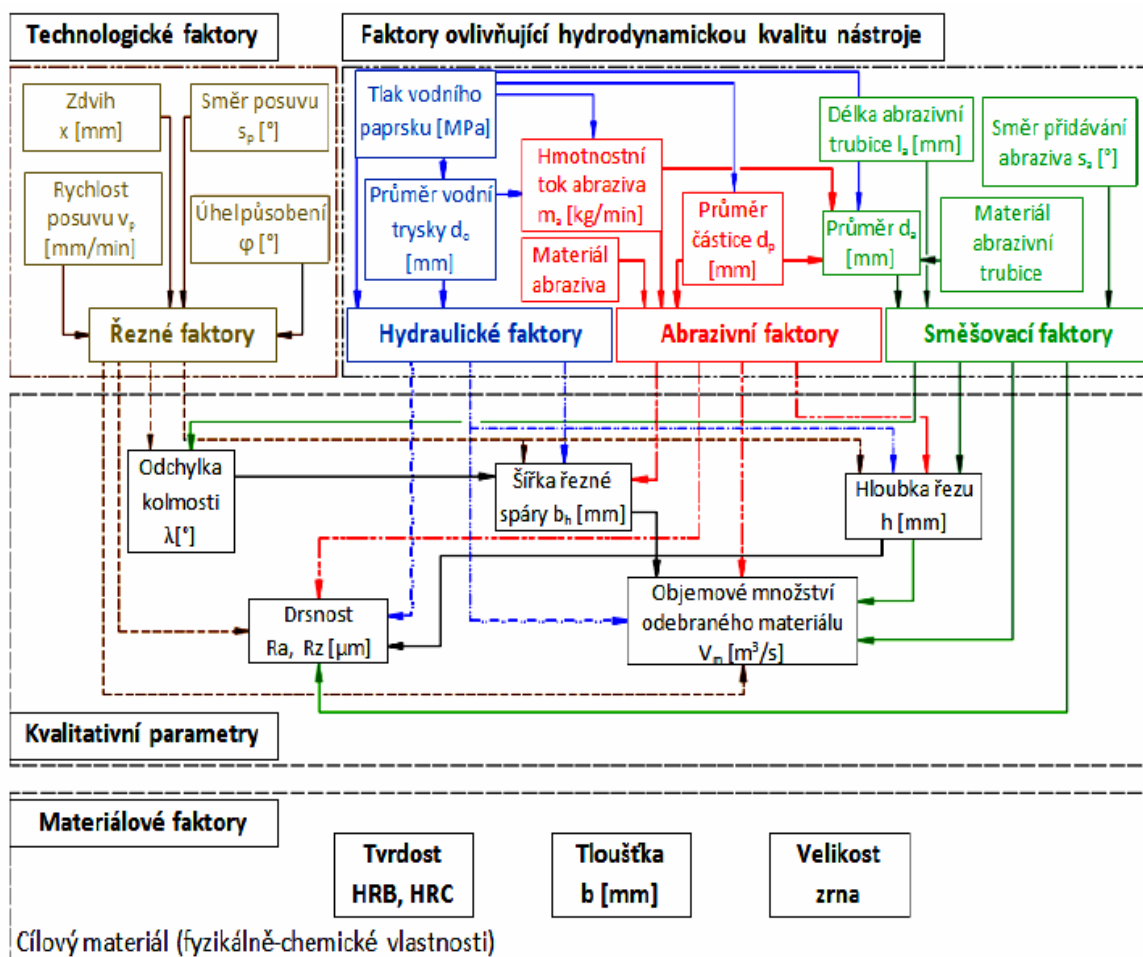 Technologické faktory
Faktory ovlivňující hydrodynamickou kvalitu nástroje
Zdvih
x [mm]
Směr posuvu
sₚ [°]
Rychlost
posuvu vₚ
[mm/min]
Úhelpůsobení
φ [°]
Řezné faktory
Tlak vodního
paprsku [MPa]
Průměr vodní
trysky dₒ
[mm]
Hydraulické faktory
Hmotnostní
tok abraziva
mₐ [kg/min]
Materiál
abraziva
Průměr
částice dₚ
[mm]
Abrazivní faktory
Délka abrazivní
trubice lₐ [mm]
Směr přidávání
abraziva sₐ [°]
Průměr dₐ
[mm]
Materiál
abrazivní
trubice
Směšovací faktory
Odchylka
kolmosti
λ[°]
Šířka řezné
spáry bₕ [mm]
Hloubka řezu
h [mm]
Drsnost
Ra, Rz [µm]
Objemové množství
odebraného materiálu
Vₘ [m³/s]
Kvalitativní parametry
Materiálové faktory
Tvrdost
HRB, HRC
Tloušťka
b [mm]
Velikost
zrna
Cílový materiál (fyzikálně-chemické vlastnosti)